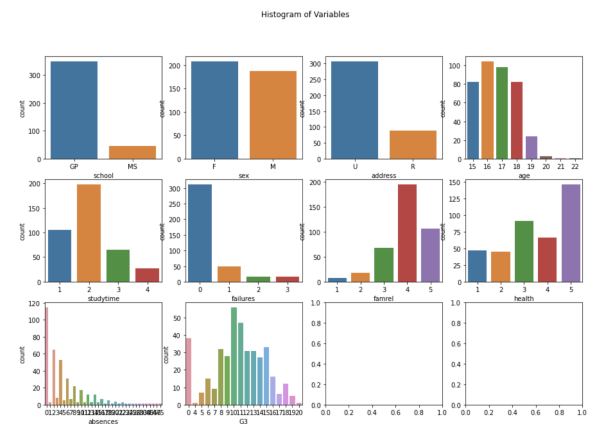 Histogram of Variables
count
300
200
100
0
GP MS
school
count
200
150
100
50
0
F M
sex
count
300
250
200
150
100
50
0
U R
address
count
100
80
60
40
20
0
15 16 17 18 19 20 21 22
age
count
200
150
100
50
0
1 2 3 4
studytime
count
300
250
200
150
100
50
0
0 1 2 3
failures
count
200
150
100
50
0
1 2 3 4 5
famrel
count
150
125
100
75
50
25
0
1 2 3 4 5
health
count
120
100
80
60
40
20
0
absences
count
50
40
30
20
10
0
0 4 5 6 7 8 9 10 11 12 13 14 15 16 17 18 19 20
G3
1.0
0.8
0.6
0.4
0.2
0.0
0.0 0.2 0.4 0.6 0.8 1.0
1.0
0.8
0.6
0.4
0.2
0.0
0.0 0.2 0.4 0.6 0.8 1.0